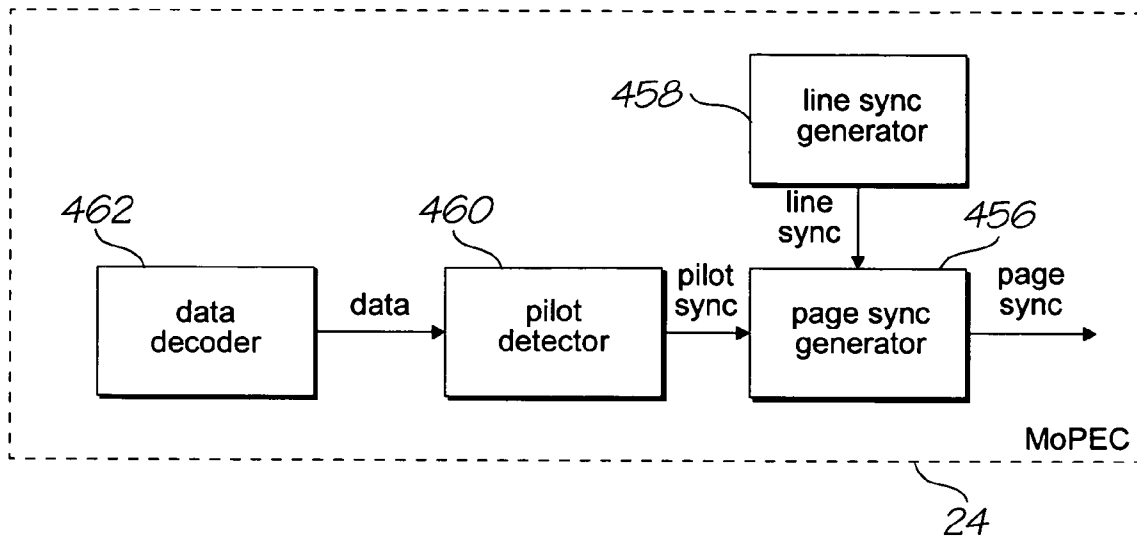 458
line sync
generator
line
sync
462
460
456
data
decoder
data
pilot
detector
pilot
sync
page sync
generator
page
sync
MoPEC
24